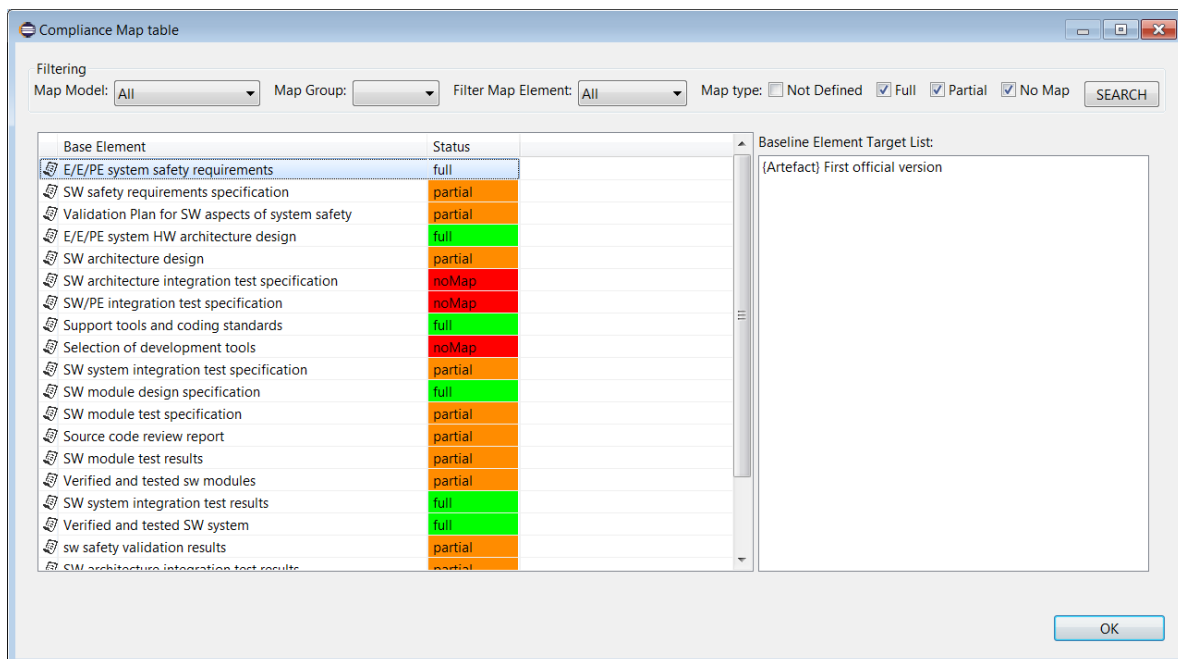 Compliance Map table
Filtering
Map Model: All Map Group: Filter Map Element: All Map type: Not Defined Full Partial No Map SEARCH
Base Element Status
Baseline Element Target List:
E/E/PE system safety requirements full
{Artefact} First official version
SW safety requirements specification partial
Validation Plan for SW aspects of system safety partial
E/E/PE system HW architecture design full
SW architecture design partial
SW architecture integration test specification noMap
SW/PE integration test specification noMap
Support tools and coding standards full
Selection of development tools noMap
SW system integration test specification partial
SW module design specification full
SW module test specification partial
Source code review report partial
SW module test results partial
Verified and tested sw modules partial
SW system integration test results full
Verified and tested SW system full
sw safety validation results partial
SW architecture integration test results partial
OK